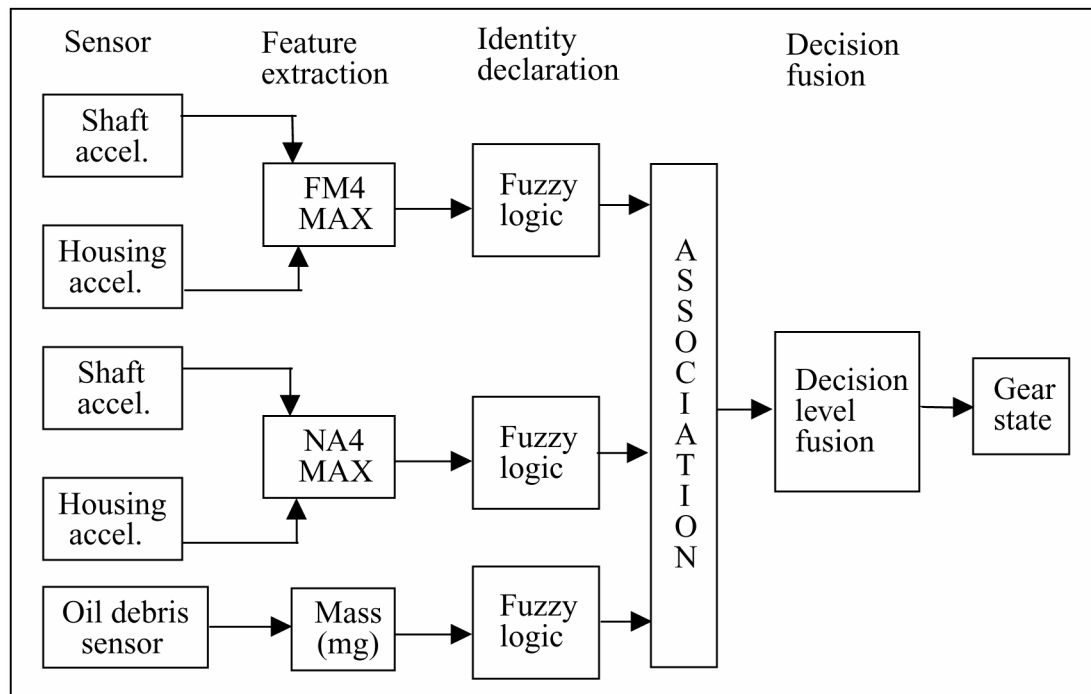 Sensor
Feature
extraction
Identity
declaration
Decision
fusion
Shaft
accel.
Housing
accel.
FM4
MAX
Fuzzy
logic
Shaft
accel.
Housing
accel.
NA4
MAX
Fuzzy
logic
Oil debris
sensor
Mass
(mg)
Fuzzy
logic
ASSOCIATION
Decision
level
fusion
Gear
state